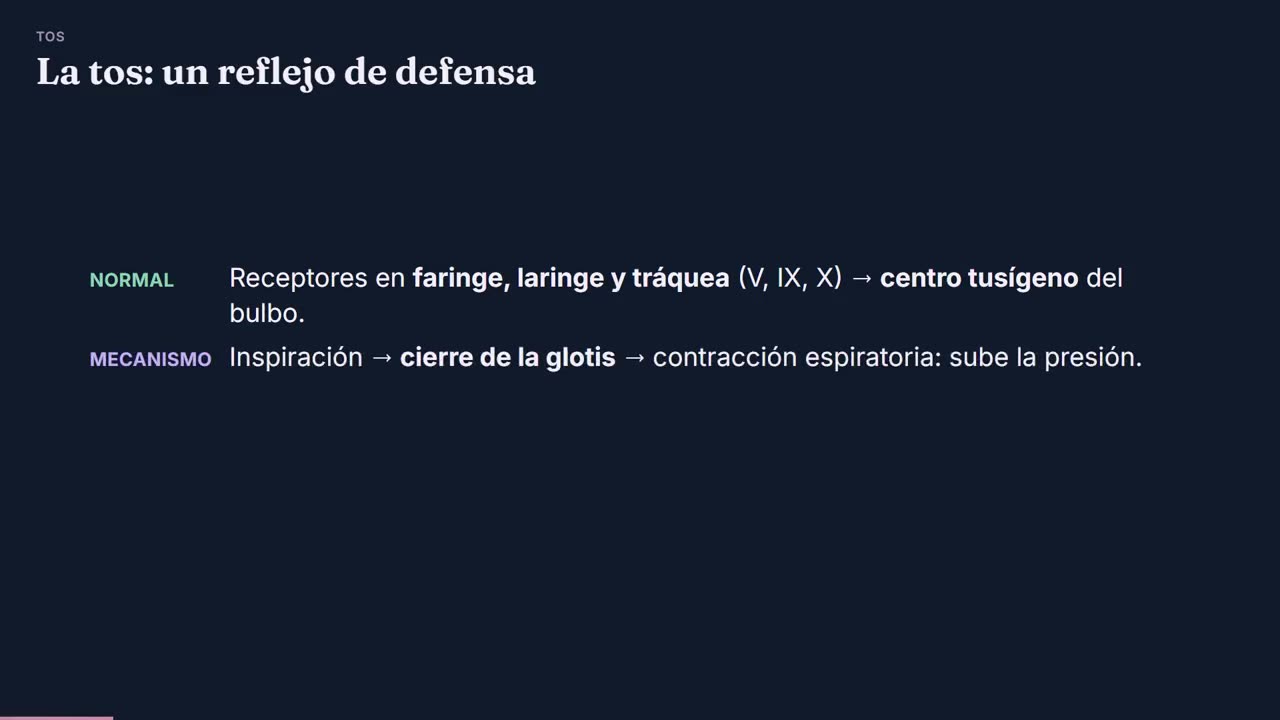 TOS
La tos: un reflejo de defensa
NORMAL Receptores en faringe, laringe y tráquea (V, IX, X) → centro tusígeno del
bulbo.
MECANISMO Inspiración → cierre de la glotis → contracción espiratoria: sube la presión.